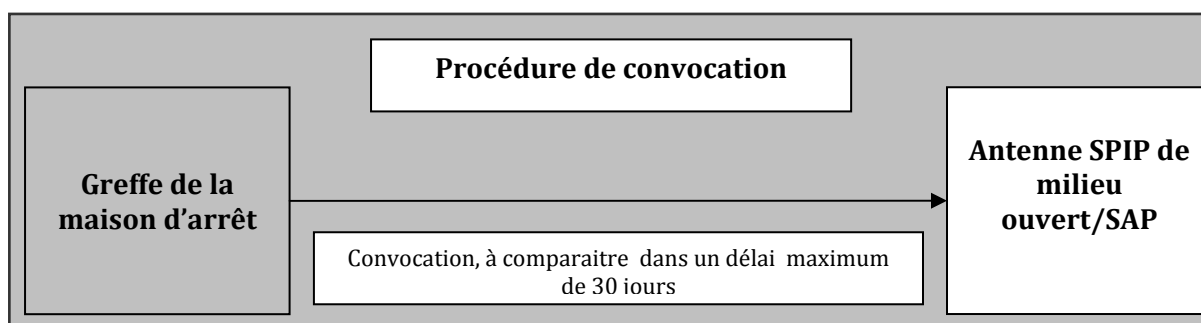 Procédure de convocation
Greffe de la
maison d'arrêt
Antenne SPIP de
milieu
ouvert/SAP
Convocation, à comparaitre dans un délai maximum
de 30 jours